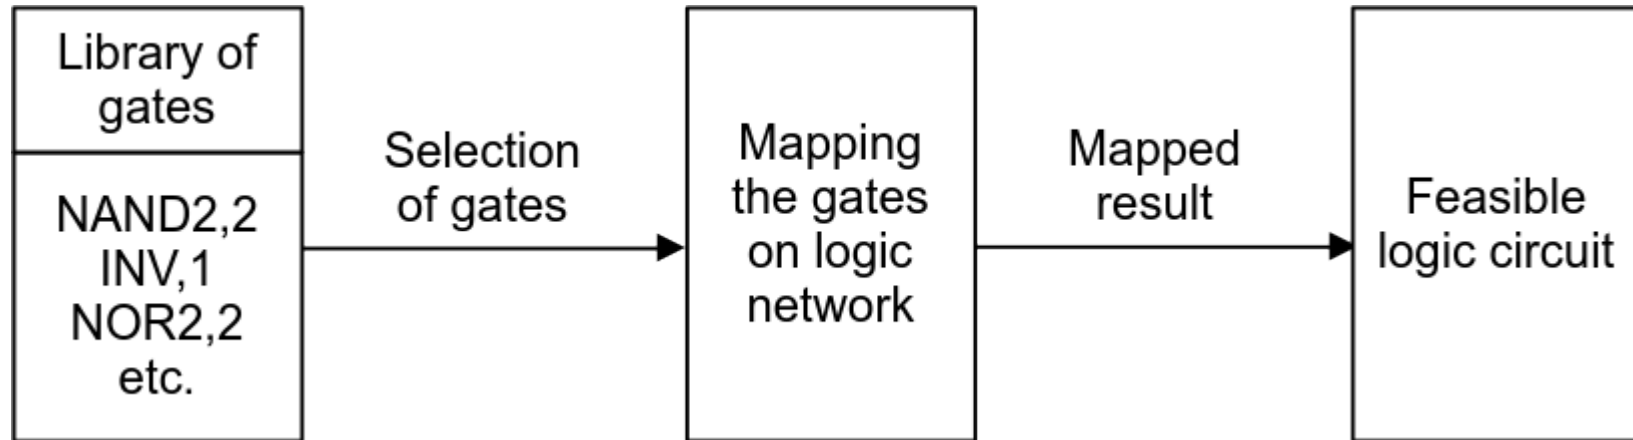 Library of
gates
NAND2,2
INV,1
NOR2,2
etc.
Selection
of gates
Mapping
the gates
on logic
network
Mapped
result
Feasible
logic circuit